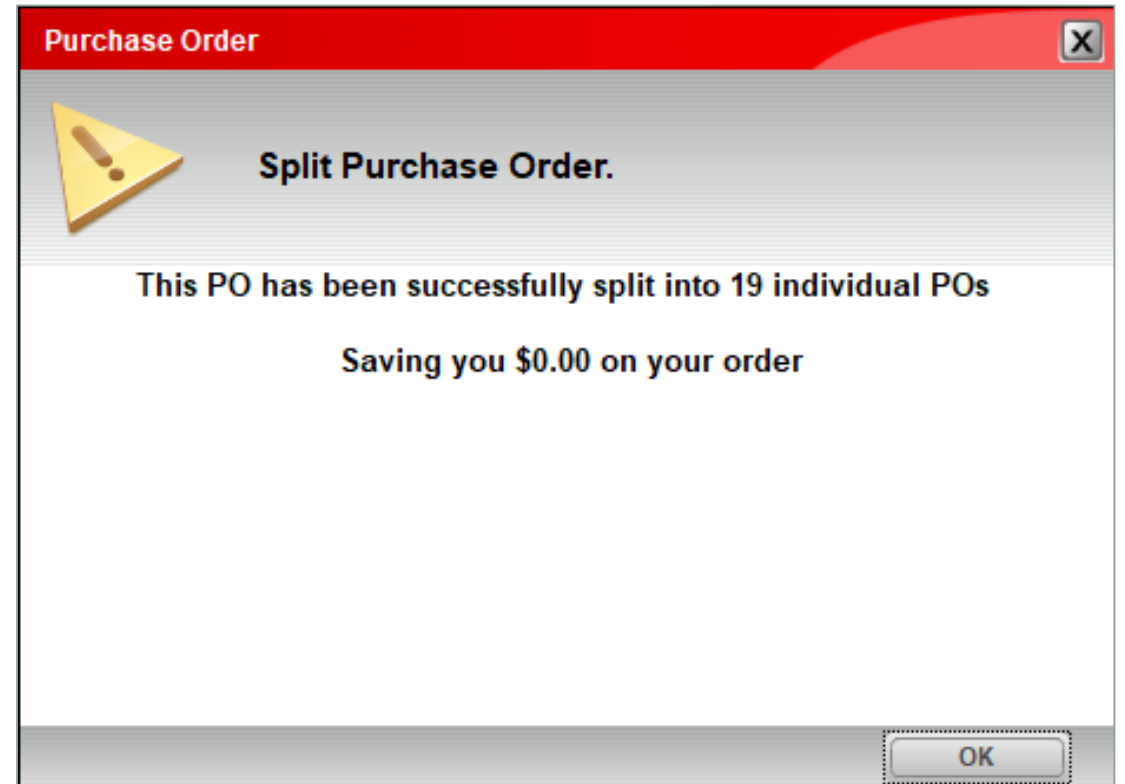 Purchase Order
X
Split Purchase Order.
This PO has been successfully split into 19 individual POs
Saving you $0.00 on your order
OK